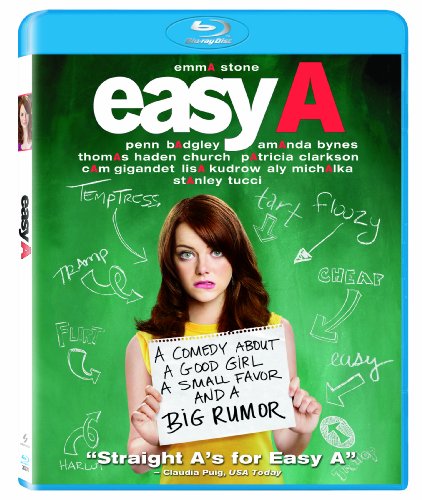 Blu-ray Disc
emmA stone
easy A
penn bAdgley amAnda bynes
thomAs haden church pAtricia clarkson
cAm gigandet lisA kudrow aly michAlka
stAnley tucci
easy A
TEMPTRESS
tart
floozy
TRAMP
CHEAP
FLIRT
easy
A COMEDY ABOUT
A GOOD GIRL
A SMALL FAVOR
AND A
BIG RUMOR
HARLOT
"Straight A's for Easy A"
– Claudia Puig, USA Today